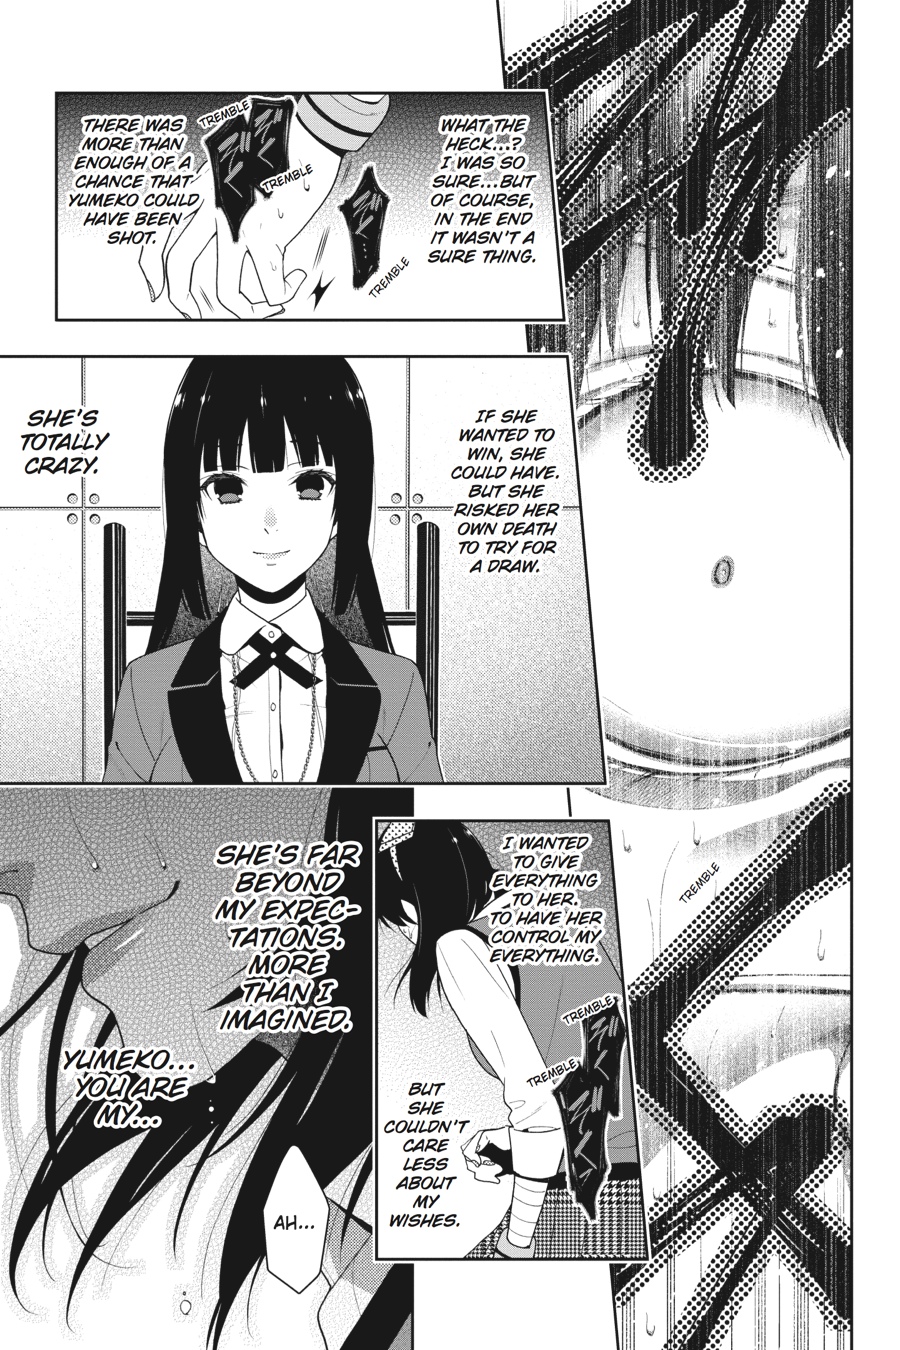 WHAT THE
HECK...?
I WAS SO
SURE...BUT
OF COURSE,
IN THE END
IT WASN'T A
SURE THING.
TREMBLE
TREMBLE
TREMBLE
THERE WAS
MORE THAN
ENOUGH OF A
CHANCE THAT
YUMEKO COULD
HAVE BEEN
SHOT.
IF SHE
WANTED TO
WIN, SHE
COULD HAVE.
BUT SHE
RISKED HER
OWN DEATH
TO TRY FOR
A DRAW.
SHE'S
TOTALLY
CRAZY.
TREMBLE
I WANTED
TO GIVE
EVERYTHING
TO HER.
TO HAVE HER
CONTROL MY
EVERYTHING.
TREMBLE
TREMBLE
BUT
SHE
COULDN'T
CARE
LESS
ABOUT
MY
WISHES.
SHE'S FAR
BEYOND
MY EXPEC-
TATIONS.
MORE
THAN I
IMAGINED.
YUMEKO...
YOU ARE
MY...
AH...